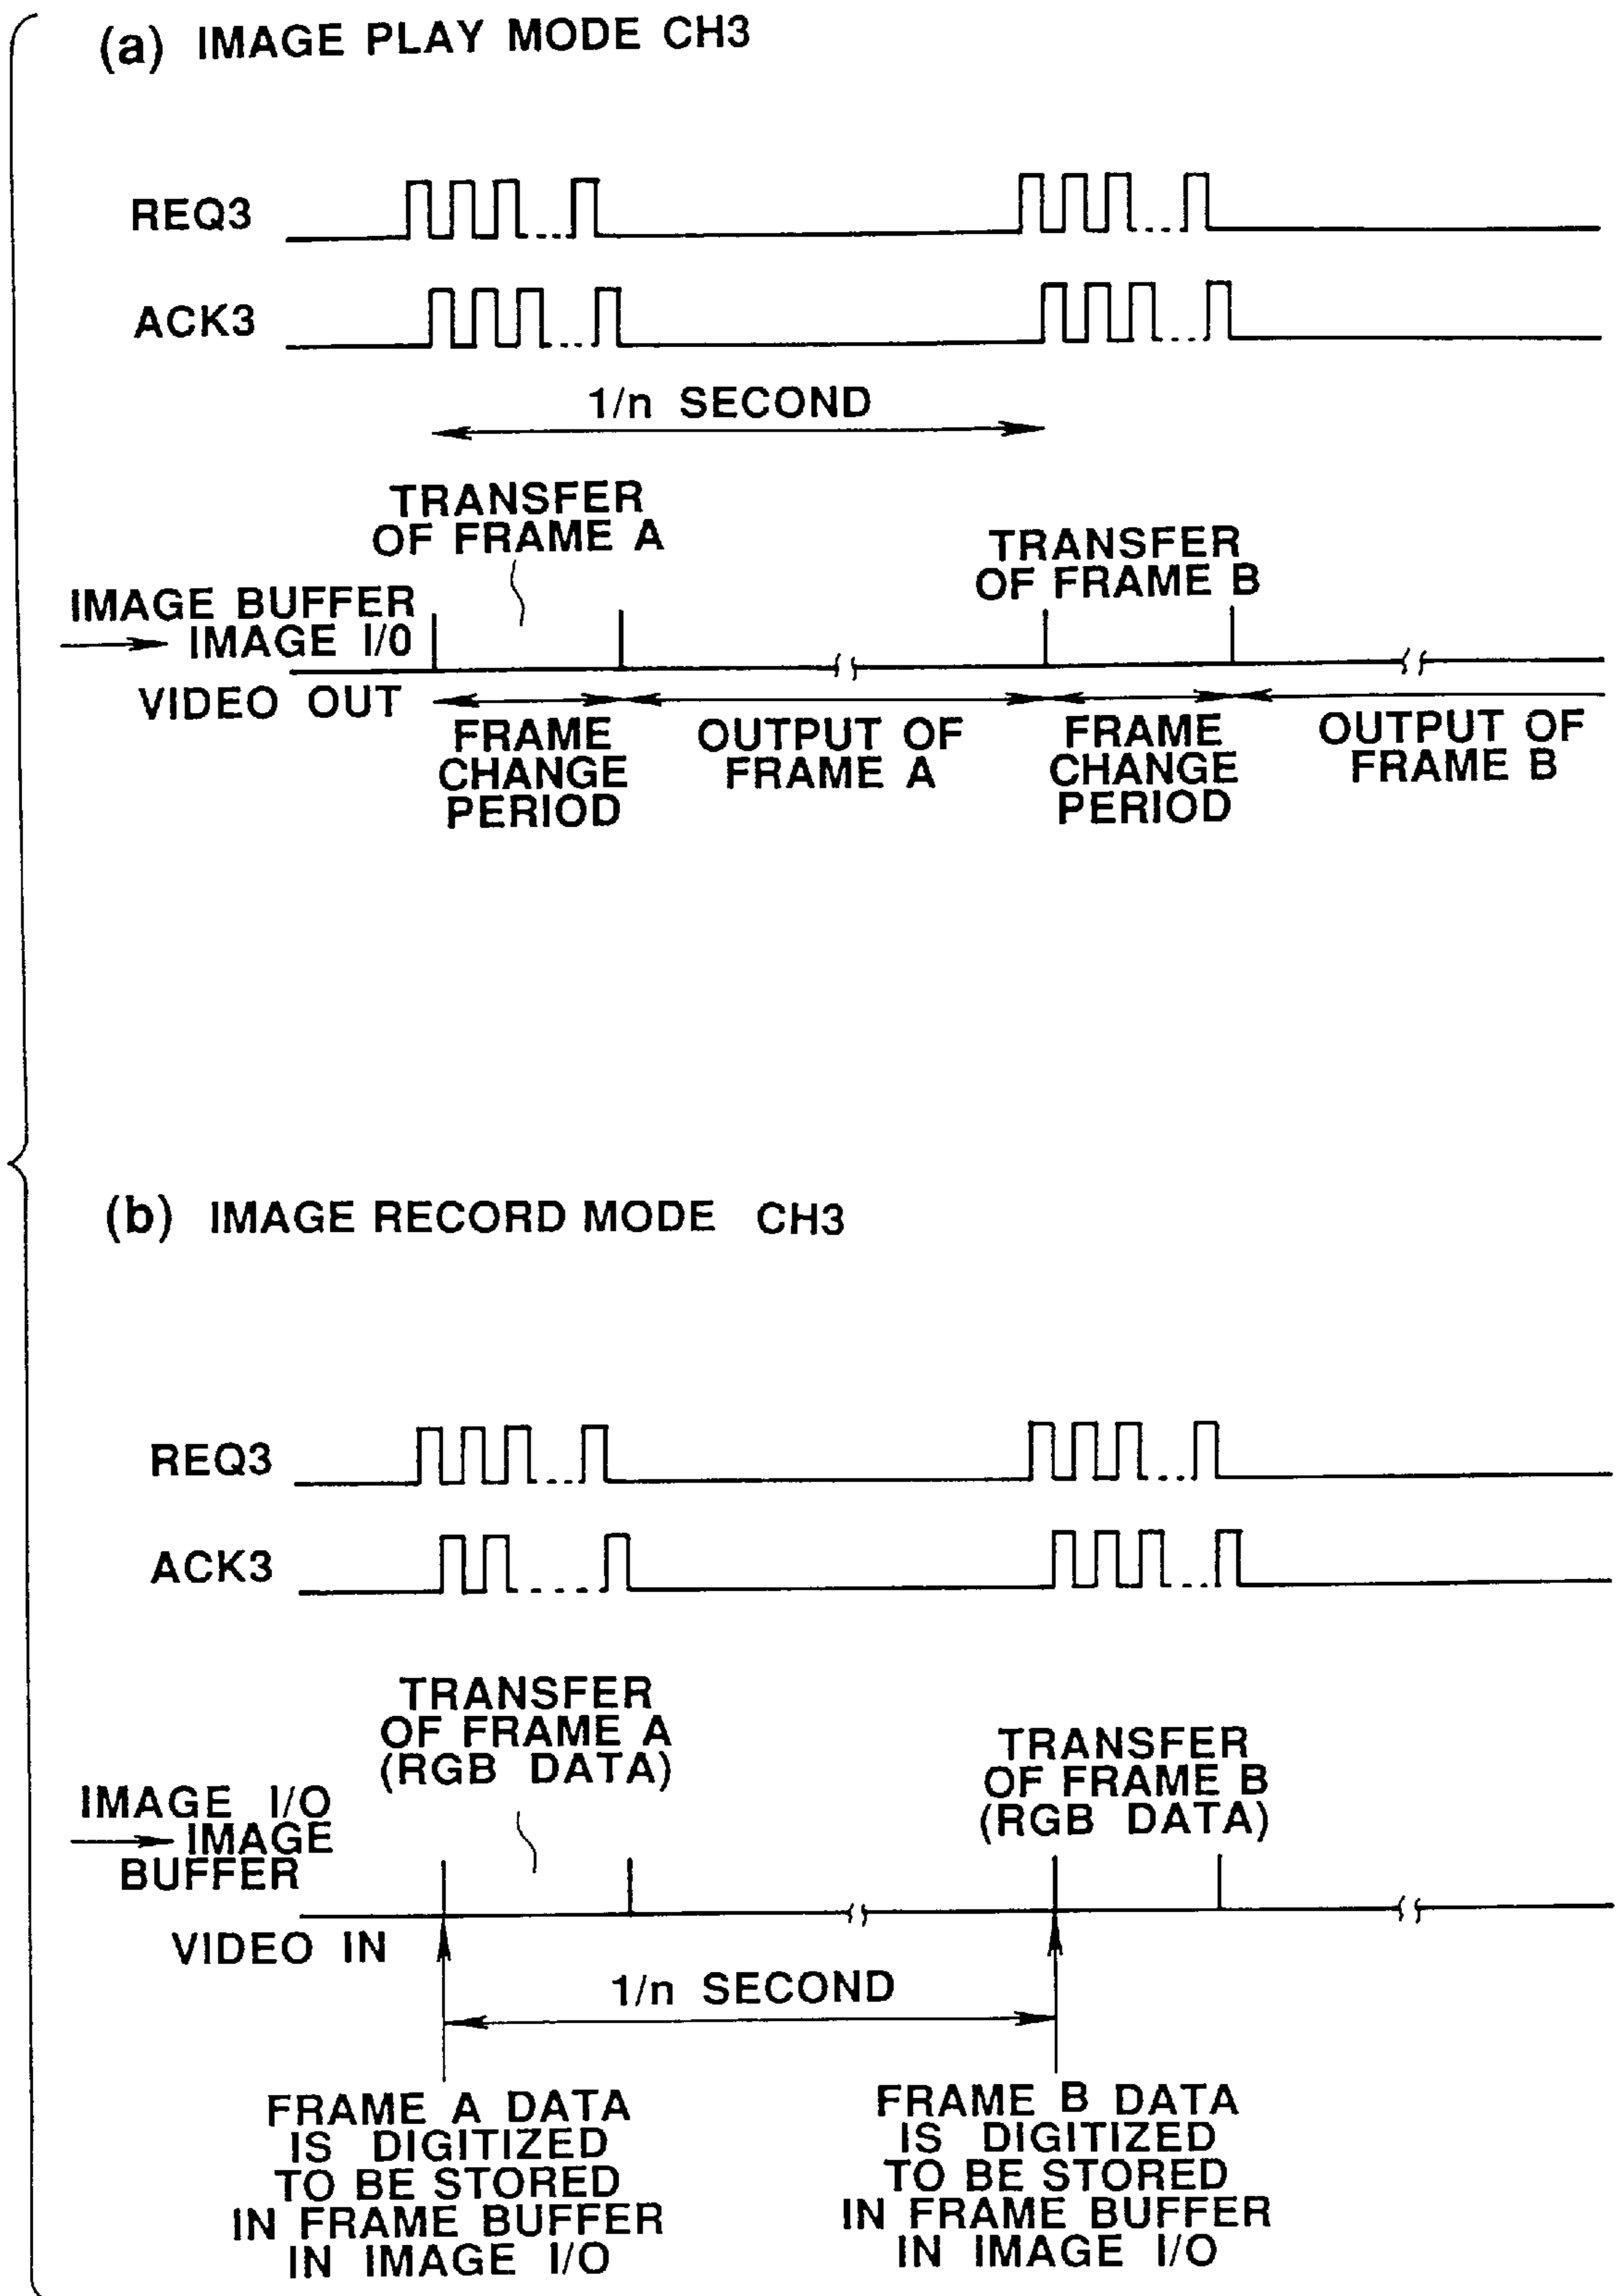 (a) IMAGE PLAY MODE CH3
REQ3
ACK3
1/n SECOND
TRANSFER
OF FRAME A
TRANSFER
OF FRAME B
IMAGE BUFFER
→ IMAGE I/O
VIDEO OUT
FRAME
CHANGE
PERIOD
OUTPUT OF
FRAME A
FRAME
CHANGE
PERIOD
OUTPUT OF
FRAME B
(b) IMAGE RECORD MODE CH3
REQ3
ACK3
TRANSFER
OF FRAME A
(RGB DATA)
TRANSFER
OF FRAME B
(RGB DATA)
IMAGE I/O
→ IMAGE
BUFFER
VIDEO IN
1/n SECOND
FRAME A DATA
IS DIGITIZED
TO BE STORED
IN FRAME BUFFER
IN IMAGE I/O
FRAME B DATA
IS DIGITIZED
TO BE STORED
IN FRAME BUFFER
IN IMAGE I/O